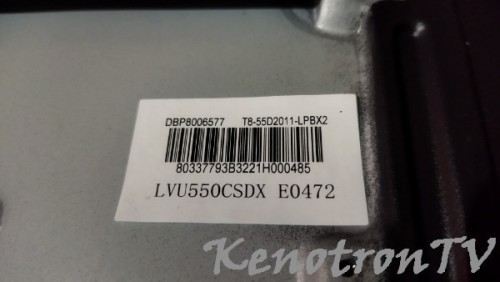 DBP8006577 T8-55D2011-LPBX2
80337793B3221H000485
LVU550CSDX E0472
KenotronTV